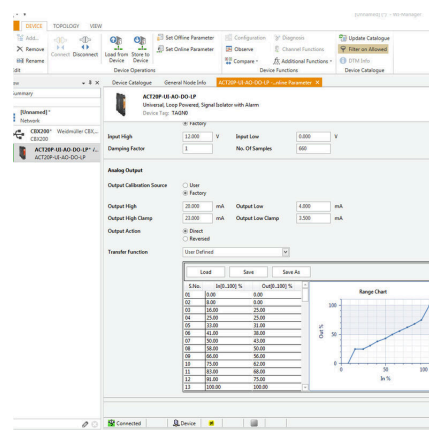 (unnamed)* - WI-Manager
DEVICE TOPOLOGY VIEW
Add...
Remove
Rename
Connect Disconnect
Load from Device
Store to Device
Set Offline Parameter
Set Online Parameter
Configuration
Diagnosis
Observe
Channel Functions
Compare
Additional Functions
Update Catalogue
Filter on Allowed
DTM Info
Edit
Device Operations
Device Functions
Device Catalogue
Device Catalogue General Node Info ACT20P-UI-AO-DO-LP -...nline Parameter
ummary
(Unnamed)*
Network
CBX200* Weidmüller CBX...
CBX200
ACT20P-UI-AO-DO-LP* /...
ACT20P-UI-AO-DO-LP
ACT20P-UI-AO-DO-LP
Universal, Loop Powered, Signal Isolator with Alarm
Device Tag: TAGNO
Factory
Input High 12.000 V Input Low 0.000 V
Damping Factor 1 No. Of Samples 660
Analog Output
Output Calibration Source User
Factory
Output High 20.000 mA Output Low 4.000 mA
Output High Clamp 23.000 mA Output Low Clamp 3.500 mA
Output Action Direct
Reversed
Transfer Function User Defined
Load Save Save As
S.No. In[0..100] % Out[0..100] %
01 0.00 0.00
02 8.00 0.00
03 16.00 25.00
04 25.00 25.00
05 33.00 31.00
06 41.00 38.00
07 50.00 43.00
08 58.00 50.00
09 66.00 56.00
10 75.00 62.00
11 83.00 68.00
12 91.00 75.00
13 100.00 100.00
Range Chart
Out %
100
50
0
0 50 100
In %
Connected Device